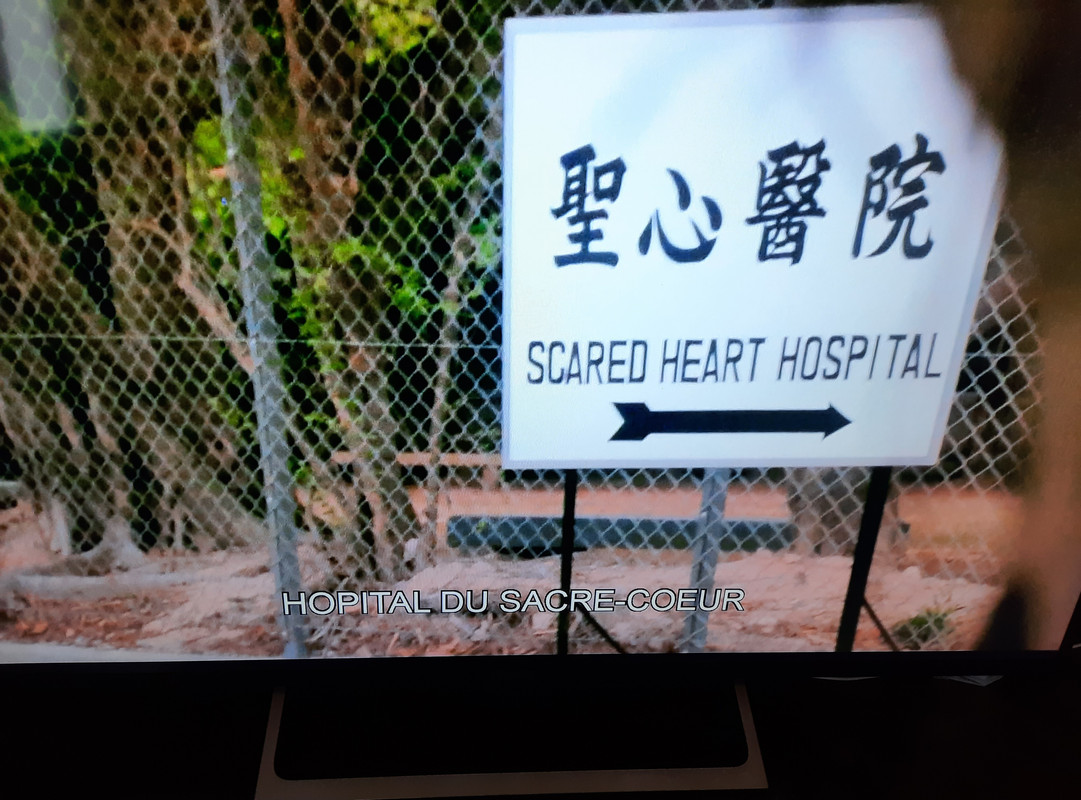 聖心醫院
SCARED HEART HOSPITAL
HOPITAL DU SACRE-COEUR